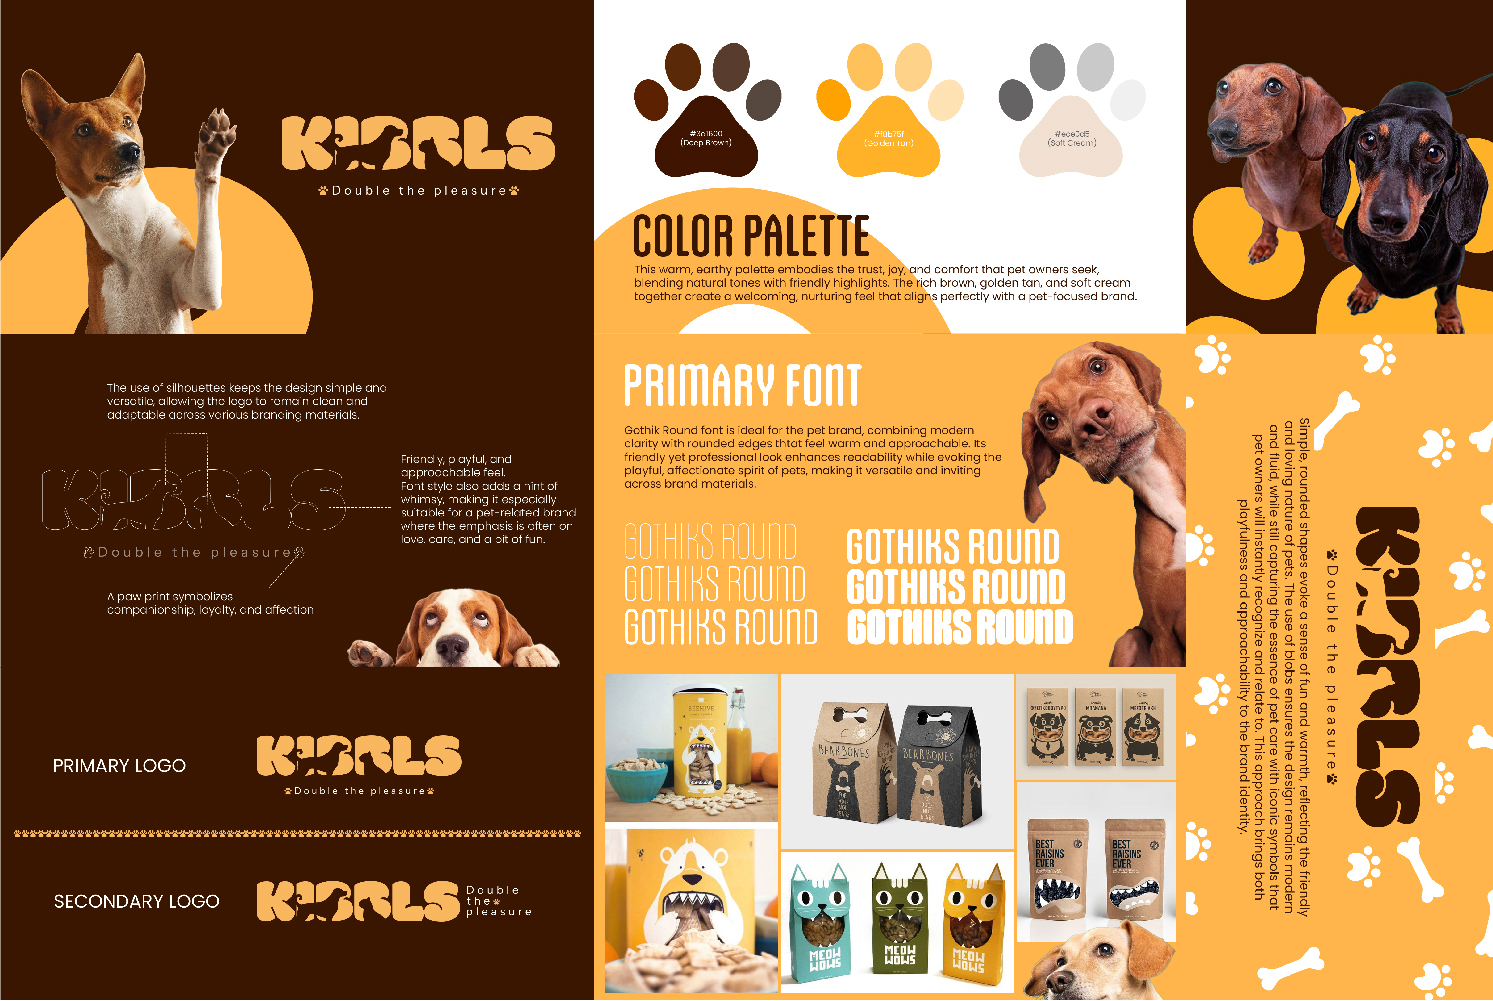 Double the pleasure
#3c1600
(Deep Brown)
(Golden Tan)
(Soft Cream)
COLOR PALETTE
This warm, earthy palette embodies the trust, joy, and comfort that pet owners seek,
blending natural tones with friendly highlights. The rich brown, golden tan, and soft cream
together create a welcoming, nurturing feel that aligns perfectly with a pet-focused brand.
The use of silhouettes keeps the design simple and
versatile, allowing the logo to remain clean and
adaptable across various branding materials.
Friendly, playful, and
approachable feel.
Font style also adds a hint of
whimsy, making it especially
suitable for a pet-related brand
where the emphasis is often on
love, care, and a bit of fun.
Double the pleasure
A paw print symbolizes
companionship, loyalty, and affection
PRIMARY FONT
Gothik Round font is ideal for the pet brand, combining modern
clarity with rounded edges thtat feel warm and approachable. Its
friendly yet professional look enhances readability while evoking the
playful, affectionate spirit of pets, making it versatile and inviting
across brand materials.
GOTHIKS ROUND
GOTHIKS ROUND
GOTHIKS ROUND
GOTHIKS ROUND
GOTHIKS ROUND
GOTHIKS ROUND
PRIMARY LOGO
Double the pleasure
SECONDARY LOGO
Double
the
pleasure
BEEHIVE
BEARBONES
BEARBONES
BEST
RAISINS
EVER
BEST
RAISINS
EVER
MEOW
WOWS
MEOW
WOWS
MEOW
WOWS
Double the pleasure
Simple, rounded shapes evoke a sense of fun and warmth, reflecting the friendly
and loving nature of pets. The use of blobs ensures the design remains modern
and fluid, while still capturing the essence of pet care with iconic symbols that
pet owners will instantly recognize and relate to. This approach brings both
playfulness and approachability to the brand identity.